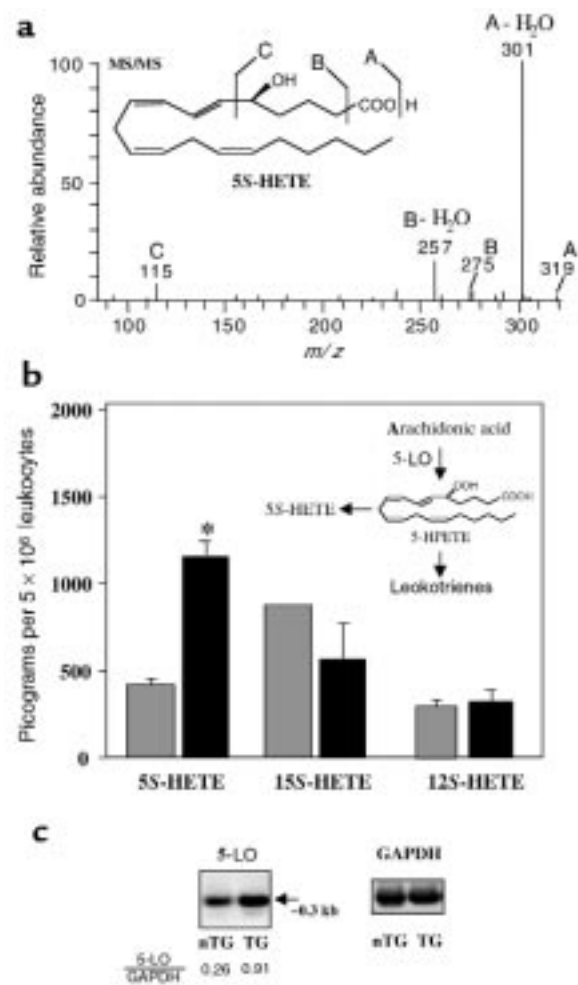 a
A - H₂O
301
MS/MS
C
OH
B
A
COO H
5S-HETE
Relative abundance
100
50
0
C
115
B- H₂O
257
275
B
319
A
100 150 200 250 300
m/z
b
Picograms per 5 × 10⁶ leukocytes
2000
1500
1000
500
0
*
Arachidonic acid
5-LO
OOH
COOH
5S-HETE
5-HPETE
Leokotrienes
5S-HETE 15S-HETE 12S-HETE
c
5-LO
GAPDH
~0.3 kb
nTG TG
nTG TG
5-LO
GAPDH
0.26 0.91